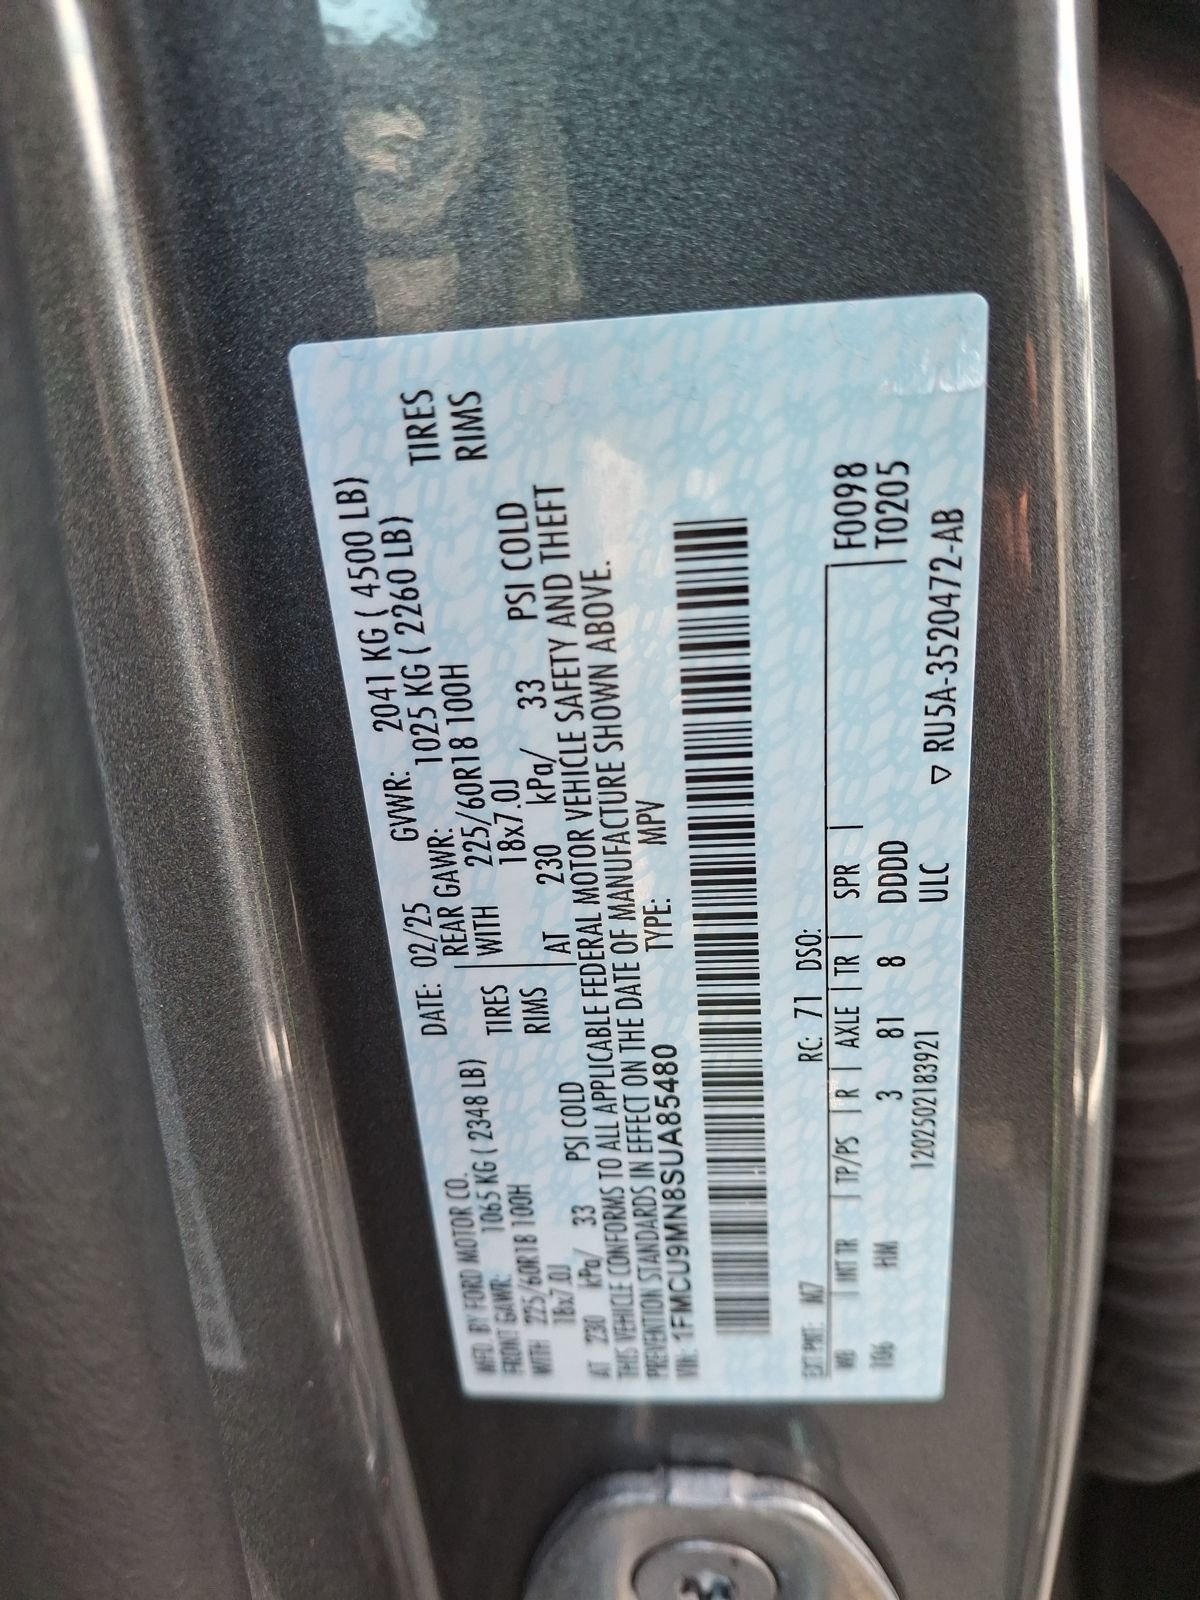 MFD. BY FORD MOTOR CO. DATE: 02/25 GVWR: 2041 KG ( 4500 LB)
FRONT GAWR: 1065 KG ( 2348 LB) REAR GAWR: 1025 KG ( 2260 LB)
WITH 225/60R18 100H TIRES WITH 225/60R18 100H TIRES
18x7.0J RIMS 18x7.0J RIMS
AT 230 kPa/ 33 PSI COLD AT 230 kPa/ 33 PSI COLD
THIS VEHICLE CONFORMS TO ALL APPLICABLE FEDERAL MOTOR VEHICLE SAFETY AND THEFT
PREVENTION STANDARDS IN EFFECT ON THE DATE OF MANUFACTURE SHOWN ABOVE.
VIN: 1FMCU9MN8SUA85480 TYPE: MPV
EXT PNT: M7 RC: 71 DSO:
WB INT TR TP/PS R AXLE TR SPR F0098
106 HM 3 81 8 DDDD T0205
12025021839​21 ULC ▽ RU5A-3520472-AB